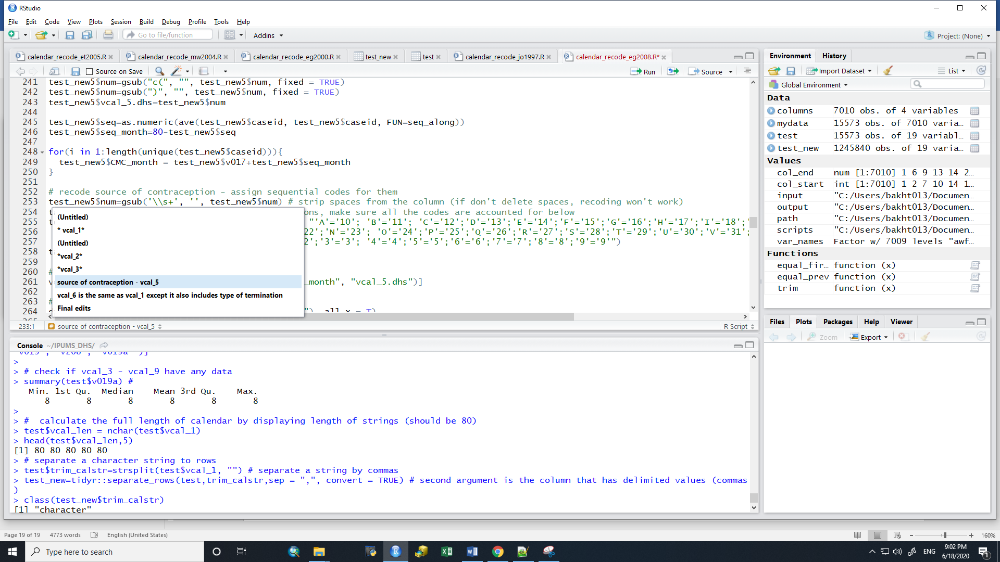 RStudio
File Edit Code View Plots Session Build Debug Profile Tools Help
Go to file/function Addins Project: (None)
calendar_recode_et2005.R calendar_recode_mw2004.R calendar_recode_eg2000.R test_new test calendar_recode_jo1997.R calendar_recode_eg2008.R*
Source on Save Run Source
241 test_new5$num=gsub("c(", "", test_new5$num, fixed = TRUE)
242 test_new5$num=gsub(")", "", test_new5$num, fixed = TRUE)
243 test_new5$vcal_5.dhs=test_new5$num
244
245 test_new5$seq=as.numeric(ave(test_new5$caseid, test_new5$caseid, FUN=seq_along))
246 test_new5$seq_month=80-test_new5$seq
247
248 for(i in 1:length(unique(test_new5$caseid))){
249 test_new5$CMC_month = test_new5$v017+test_new5$seq_month
250 }
251
252 # recode source of contraception - assign sequential codes for them
253 test_new5$num=gsub('\\s+', '', test_new5$num) # strip spaces from the column (if don't delete spaces, recoding won't work)
254 ons, make sure all the codes are accounted for below
255 "'A'='10'; 'B'='11'; 'C'='12';'D'='13';'E'='14';'F'='15';'G'='16';'H'='17';'I'='18';'
256 22';'N'='23'; 'O'='24';'P'='25';'Q'='26';'R'='27';'S'='28';'T'='29';'U'='30';'V'='31';
257 2';'3'='3'; '4'='4';'5'='5';'6'='6';'7'='7';'8'='8';'9'='9'")
258
259
260 #
261 _month", "vcal_5.dhs")]
262
263 #
264 "), all.x = T)
265
(Untitled)
* vcal_1*
(Untitled)
*vcal_2*
*vcal_3*
source of contraception - vcal_5
vcal_6 is the same as vcal_1 except it also includes type of termination
Final edits
233:1 # source of contraception - vcal_5 R Script
Console ~/IPUMS_DHS/
"v019", "v208", "v019a" )]
>
> # check if vcal_3 - vcal_9 have any data
> summary(test$v019a) #
Min. 1st Qu. Median Mean 3rd Qu. Max.
8 8 8 8 8 8
>
> #  calculate the full length of calendar by displaying length of strings (should be 80)
> test$vcal_len = nchar(test$vcal_1)
> head(test$vcal_len,5)
[1] 80 80 80 80 80
> # separate a character string to rows
> test$trim_calstr=strsplit(test$vcal_1, "") # separate a string by commas
> test_new=tidyr::separate_rows(test,trim_calstr,sep = ",", convert = TRUE) # second argument is the column that has delimited values (commas
)
> class(test_new$trim_calstr)
[1] "character"
Environment History
Import Dataset List
Global Environment
Data
columns 7010 obs. of 4 variables
mydata 15573 obs. of 7010 varia…
test 15573 obs. of 19 variabl…
test_new 1245840 obs. of 19 varia…
Values
col_end num [1:7010] 1 6 9 13 14 2…
col_start int [1:7010] 1 2 7 10 14 1…
input "C:/Users/bakht013/Documen…
output "C:/Users/bakht013/Documen…
path "C:/Users/bakht013/Documen…
scripts "C:/Users/bakht013/Documen…
var_names Factor w/ 7009 levels "awf…
Functions
equal_fir… function (x)
equal_prev function (x)
trim function (x)
Files Plots Packages Help Viewer
Zoom Export
Page 19 of 19 4773 words English (United States) 160%
Type here to search ENG 9:02 PM
6/18/2020 1